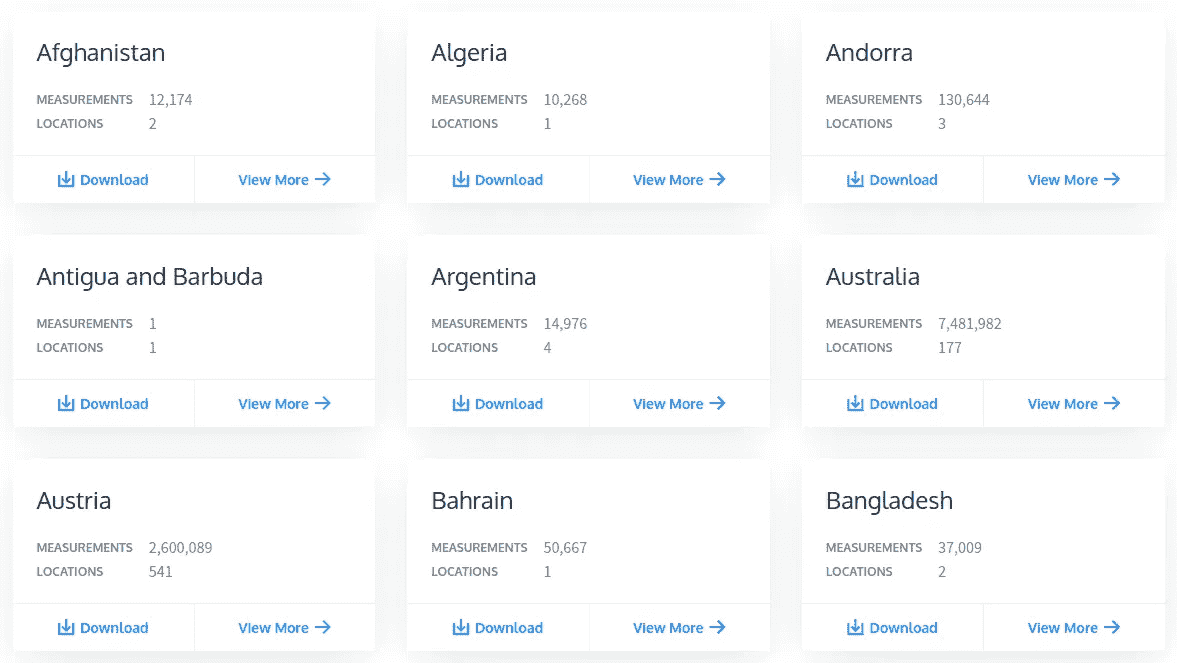 Afghanistan
MEASUREMENTS 12,174
LOCATIONS 2
Download View More
Algeria
MEASUREMENTS 10,268
LOCATIONS 1
Download View More
Andorra
MEASUREMENTS 130,644
LOCATIONS 3
Download View More
Antigua and Barbuda
MEASUREMENTS 1
LOCATIONS 1
Download View More
Argentina
MEASUREMENTS 14,976
LOCATIONS 4
Download View More
Australia
MEASUREMENTS 7,481,982
LOCATIONS 177
Download View More
Austria
MEASUREMENTS 2,600,089
LOCATIONS 541
Download View More
Bahrain
MEASUREMENTS 50,667
LOCATIONS 1
Download View More
Bangladesh
MEASUREMENTS 37,009
LOCATIONS 2
Download View More